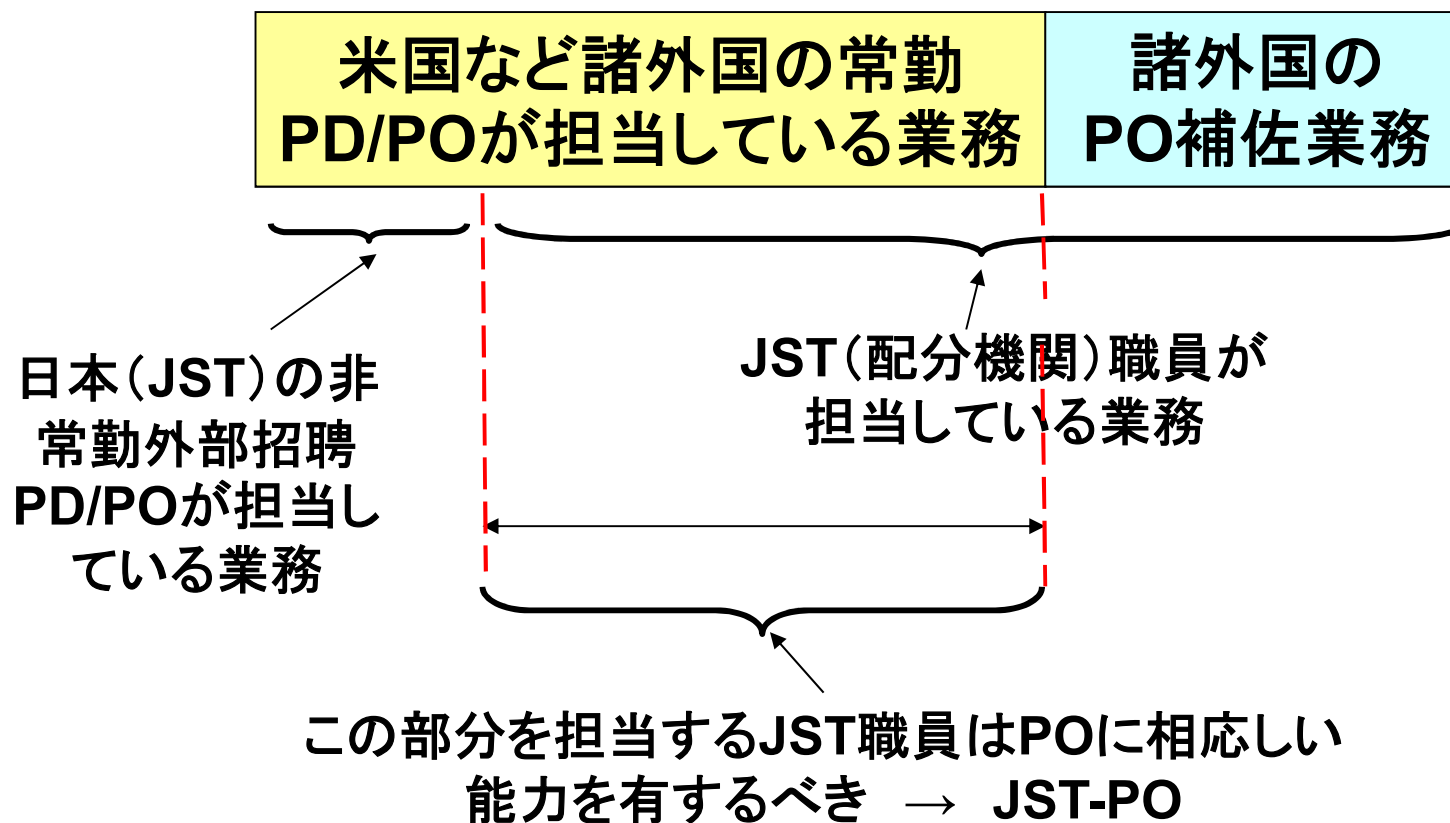 米国など諸外国の常勤
PD/POが担当している業務
諸外国の
PO補佐業務
日本(JST)の非
常勤外部招聘
PD/POが担当し
ている業務
JST(配分機関)職員が
担当している業務
この部分を担当するJST職員はPOに相応しい
能力を有するべき → JST-PO